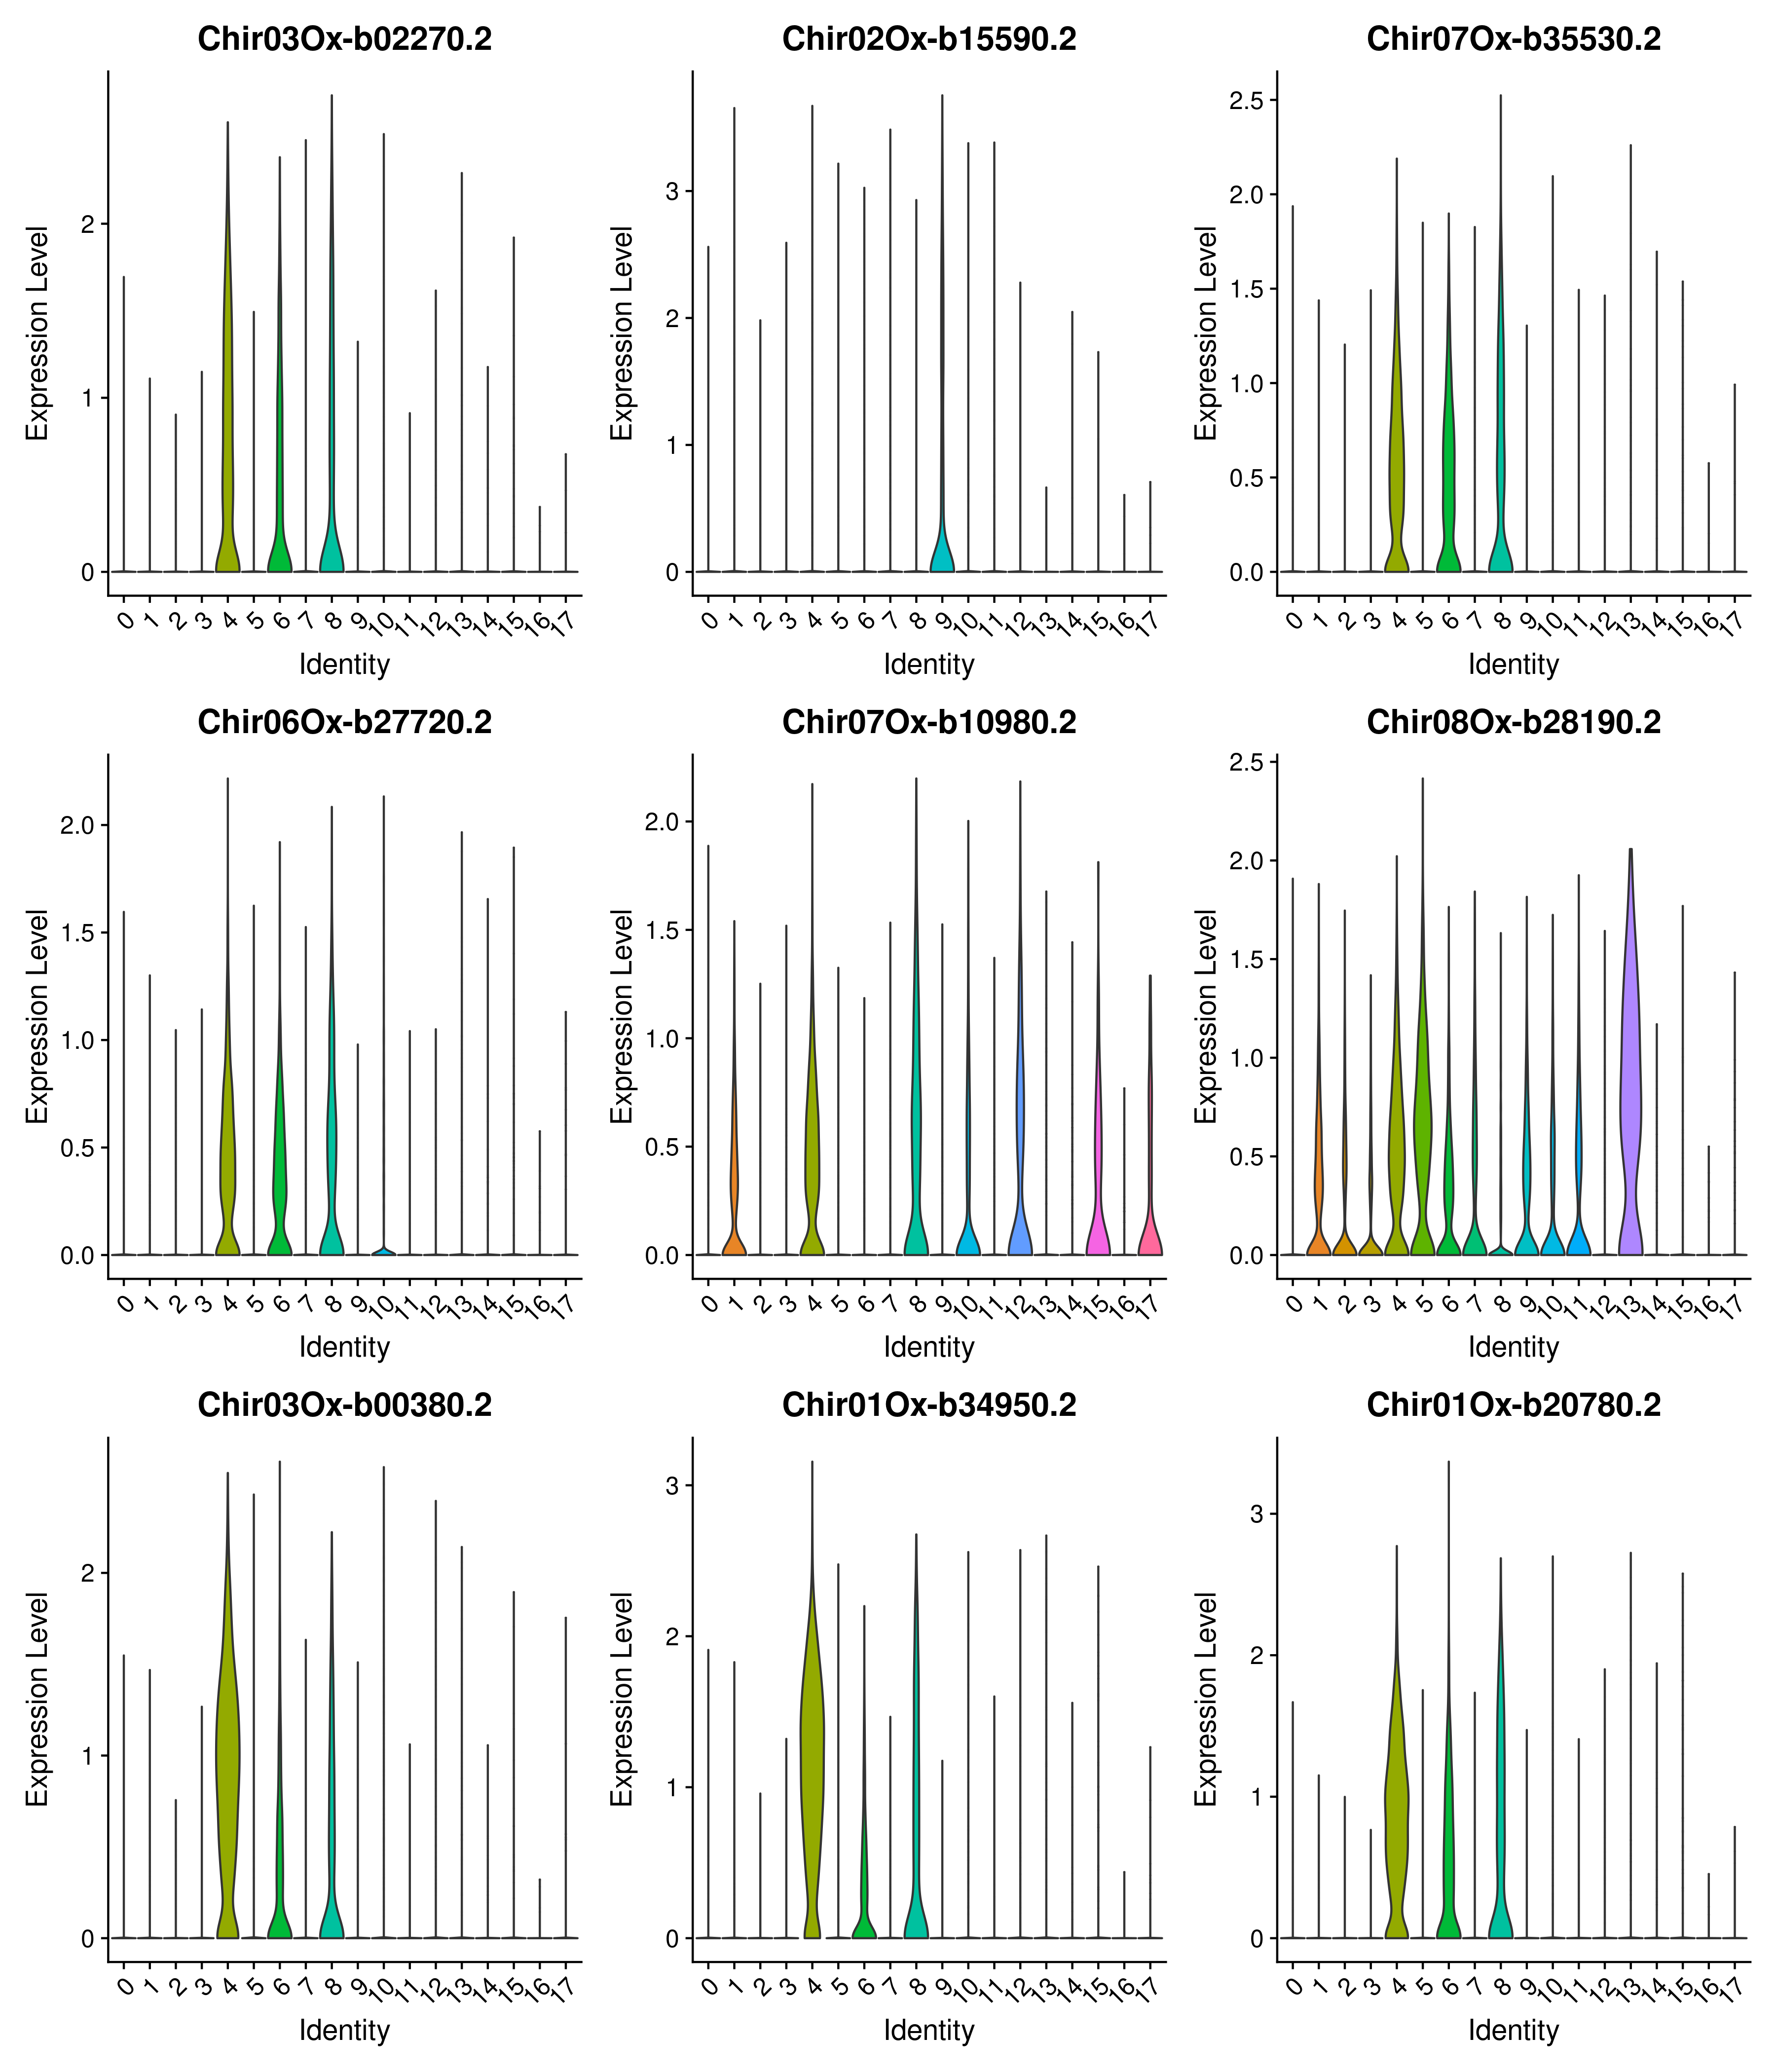 Chir03Ox-b02270.2 Chir02Ox-b15590.2 Chir07Ox-b35530.2
Expression Level Expression Level Expression Level
2
1
0
3
2
1
0
2.5
2.0
1.5
1.0
0.5
0.0
0 1 2 3 4 5 6 7 8 9 10 11 12 13 14 15 16 17
0 1 2 3 4 5 6 7 8 9 10 11 12 13 14 15 16 17
0 1 2 3 4 5 6 7 8 9 10 11 12 13 14 15 16 17
Identity Identity Identity
Chir06Ox-b27720.2 Chir07Ox-b10980.2 Chir08Ox-b28190.2
Expression Level Expression Level Expression Level
2.0
1.5
1.0
0.5
0.0
2.0
1.5
1.0
0.5
0.0
2.5
2.0
1.5
1.0
0.5
0.0
0 1 2 3 4 5 6 7 8 9 10 11 12 13 14 15 16 17
0 1 2 3 4 5 6 7 8 9 10 11 12 13 14 15 16 17
0 1 2 3 4 5 6 7 8 9 10 11 12 13 14 15 16 17
Identity Identity Identity
Chir03Ox-b00380.2 Chir01Ox-b34950.2 Chir01Ox-b20780.2
Expression Level Expression Level Expression Level
2
1
0
3
2
1
0
3
2
1
0
0 1 2 3 4 5 6 7 8 9 10 11 12 13 14 15 16 17
0 1 2 3 4 5 6 7 8 9 10 11 12 13 14 15 16 17
0 1 2 3 4 5 6 7 8 9 10 11 12 13 14 15 16 17
Identity Identity Identity